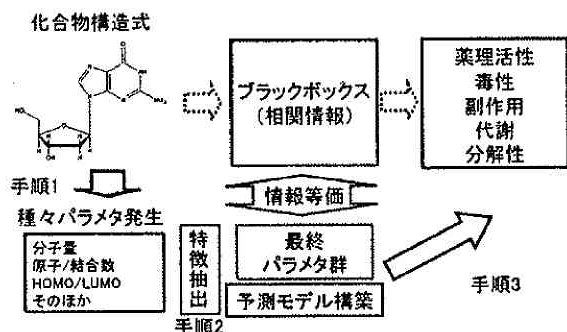 化合物構造式
O
N
NH
N
N
NH₂
HO
O
H
H
H
OH
H
ブラックボックス
(相関情報)
薬理活性
毒性
副作用
代謝
分解性
手順1
情報等価
種々パラメタ発生
分子量
原子/結合数
HOMO/LUMO
そのほか
特徴抽出
手順2
最終
パラメタ群
予測モデル構築
手順3